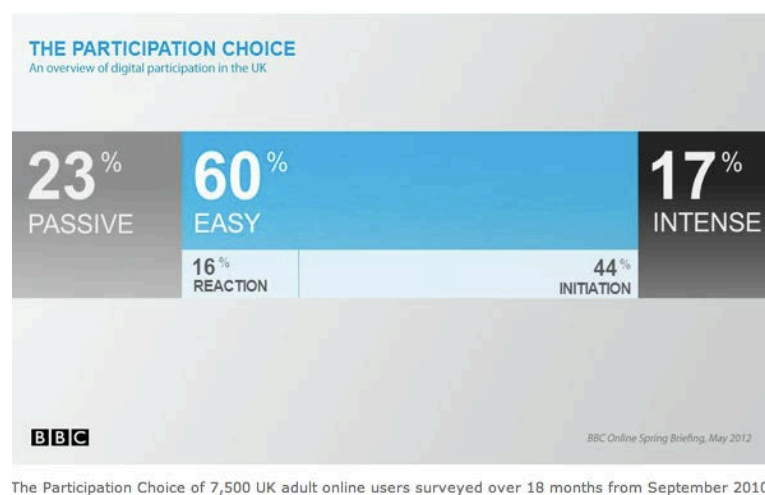 THE PARTICIPATION CHOICE
An overview of digital participation in the UK
23%
PASSIVE
60%
EASY
16%
REACTION
44%
INITIATION
17%
INTENSE
BBC
BBC Online Spring Briefing, May 2012
The Participation Choice of 7,500 UK adult online users surveyed over 18 months from September 2010